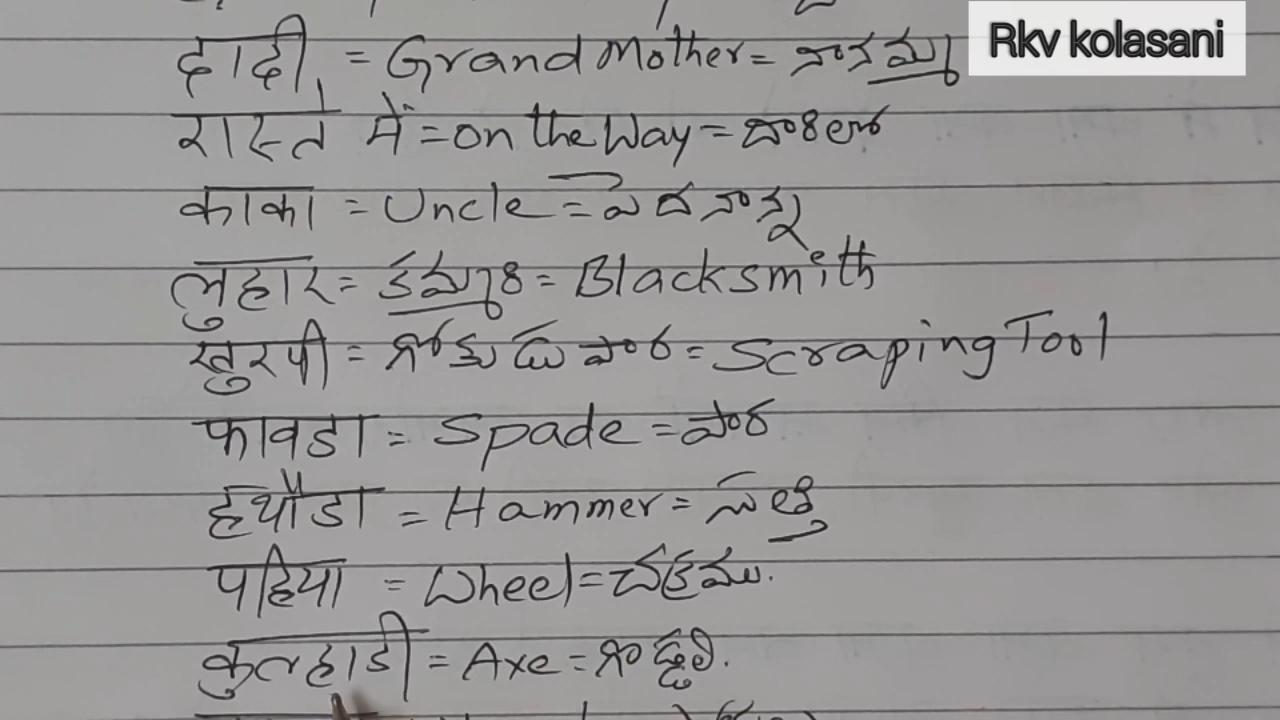 Rkv kolasani
दादी = Grand Mother = నానమ్మ
रास्ते में = on the Way = దారిలో
काका = Uncle = పెదనాన్న
लुहार = కమ్మరి = Blacksmith
खुरपी = గోకుడు పార = Scraping Tool
फावडा = Spade = పార
हथौडा = Hammer = సుత్తి
पहिया = Wheel = చక్రము.
कुल्हाडी = Axe = గొడ్డలి.